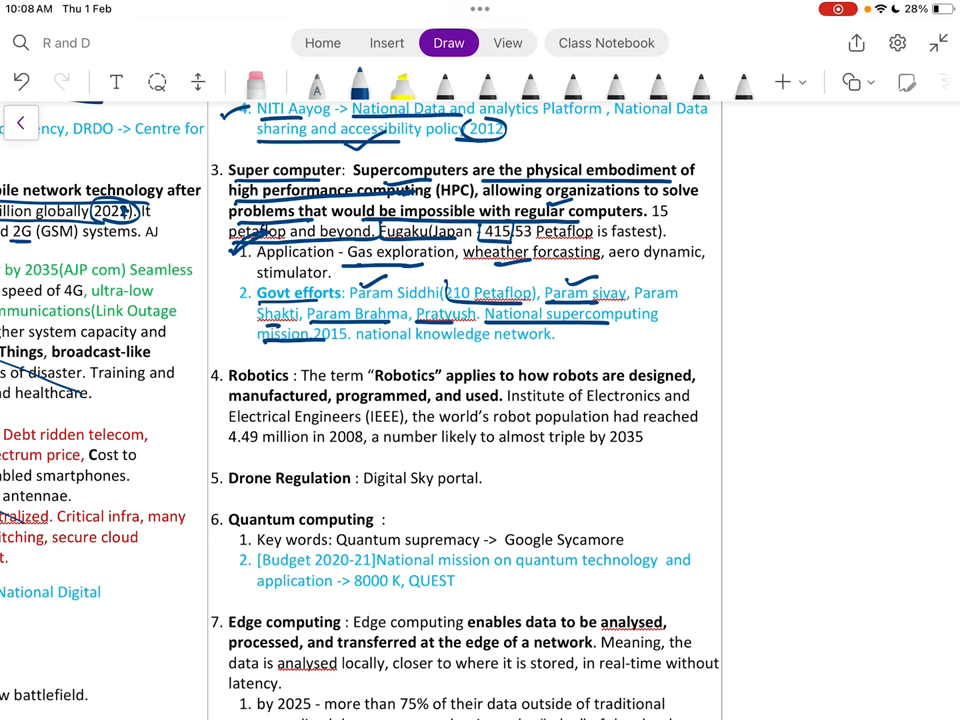 10:08 AM Thu 1 Feb
28%
R and D
Home Insert Draw View Class Notebook
T
A
ency, DRDO -> Centre for
bile network technology after
illion globally (2022). It
d 2G (GSM) systems. AJ
by 2035(AJP com) Seamless
speed of 4G, ultra-low
mmunications(Link Outage
gher system capacity and
Things, broadcast-like
s of disaster. Training and
nd healthcare.
Debt ridden telecom,
ectrum price, Cost to
abled smartphones.
antennae.
tralized. Critical infra, many
itching, secure cloud
t.
National Digital
w battlefield.
4. NITI Aayog -> National Data and analytics Platform , National Data
sharing and accessibility policy 2012
3. Super computer: Supercomputers are the physical embodiment of
high performance computing (HPC), allowing organizations to solve
problems that would be impossible with regular computers. 15
petaflop and beyond. Fugaku(Japan - 415.53 Petaflop is fastest).
1. Application - Gas exploration, wheather forcasting, aero dynamic,
stimulator.
2. Govt efforts: Param Siddhi(210 Petaflop), Param sivay, Param
Shakti, Param Brahma, Pratyush. National supercomputing
mission 2015. national knowledge network.
4. Robotics : The term “Robotics” applies to how robots are designed,
manufactured, programmed, and used. Institute of Electronics and
Electrical Engineers (IEEE), the world’s robot population had reached
4.49 million in 2008, a number likely to almost triple by 2035
5. Drone Regulation : Digital Sky portal.
6. Quantum computing :
1. Key words: Quantum supremacy -> Google Sycamore
2. [Budget 2020-21]National mission on quantum technology and
application -> 8000 K, QUEST
7. Edge computing : Edge computing enables data to be analysed,
processed, and transferred at the edge of a network. Meaning, the
data is analysed locally, closer to where it is stored, in real-time without
latency.
1. by 2025 - more than 75% of their data outside of traditional